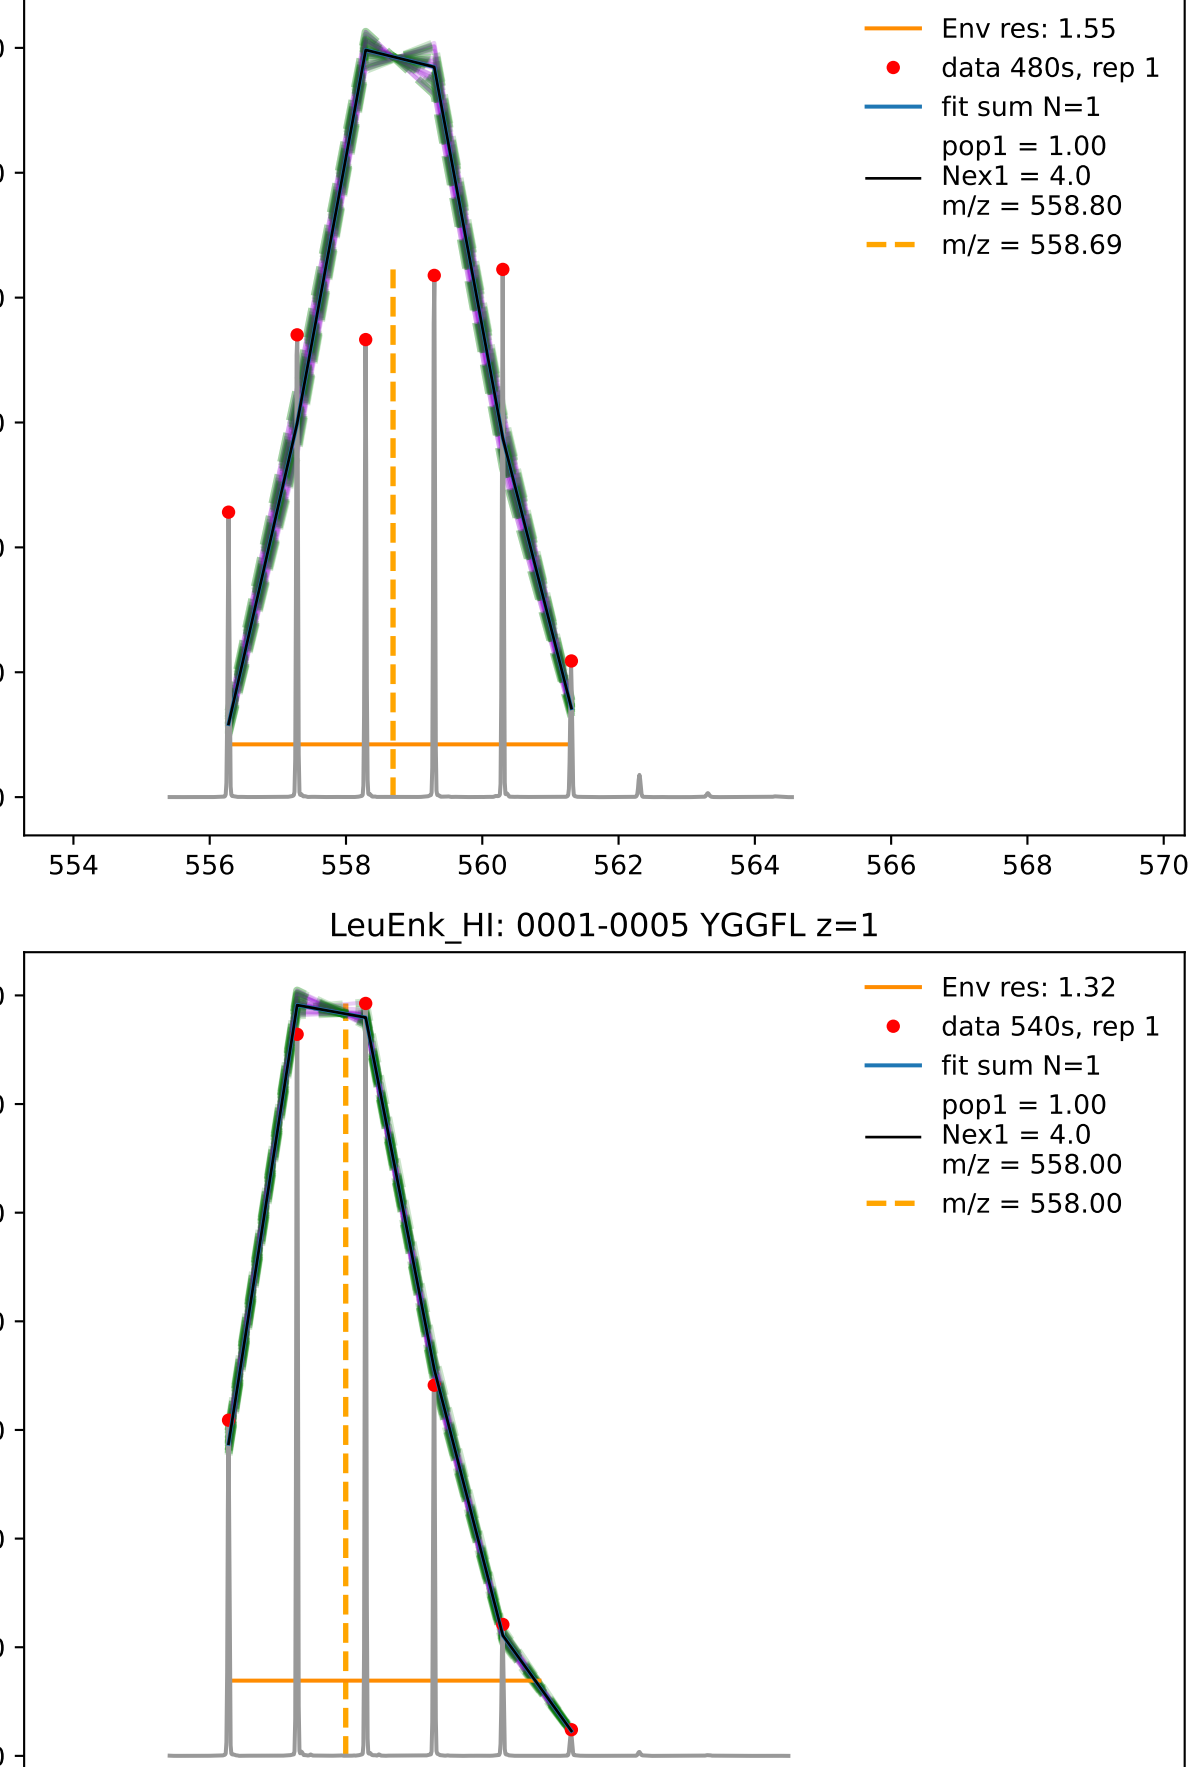 Env res: 1.55
data 480s, rep 1
fit sum N=1
pop1 = 1.00
Nex1 = 4.0
m/z = 558.80
m/z = 558.69
554 556 558 560 562 564 566 568 570
LeuEnk_HI: 0001-0005 YGGFL z=1
Env res: 1.32
data 540s, rep 1
fit sum N=1
pop1 = 1.00
Nex1 = 4.0
m/z = 558.00
m/z = 558.00